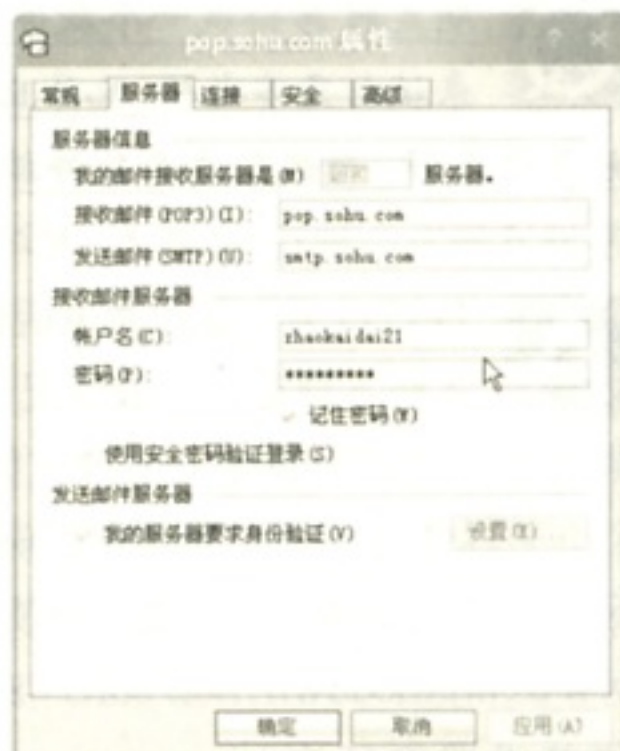 pop.sohu.com 属性
常规 服务器 连接 安全 高级
服务器信息
我的邮件接收服务器是(M) POP3 服务器。
接收邮件(POP3)(I): pop.sohu.com
发送邮件(SMTP)(U): smtp.sohu.com
接收邮件服务器
帐户名(C): zhaokaidai21
密码(P): *********
记住密码(W)
使用安全密码验证登录(S)
发送邮件服务器
我的服务器要求身份验证(V) 设置(E)...
确定 取消 应用(A)